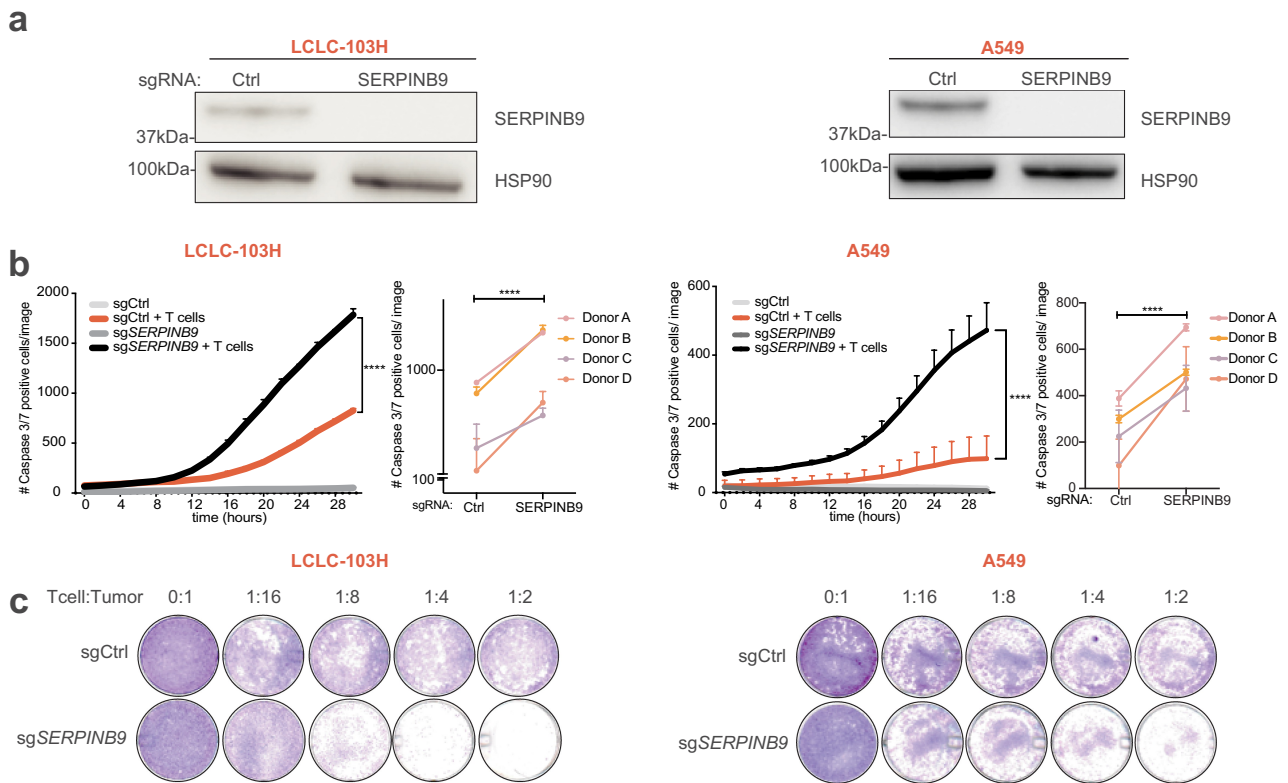 a
LCLC-103H
sgRNA: Ctrl SERPINB9
SERPINB9
37kDa-
100kDa-
HSP90
A549
Ctrl SERPINB9
SERPINB9
37kDa-
100kDa-
HSP90
b
LCLC-103H
# Caspase 3/7 positive cells/image
2000
1500
1000
500
0
sgCtrl
sgCtrl + T cells
sgSERPINB9
sgSERPINB9 + T cells
****
0 4 8 12 16 20 24 28
time (hours)
# Caspase 3/7 positive cells/ image
****
1000
100
Donor A
Donor B
Donor C
Donor D
sgRNA: Ctrl SERPINB9
A549
# Caspase 3/7 positive cells/ image
600
400
200
0
sgCtrl
sgCtrl + T cells
sgSERPINB9
sgSERPINB9 + T cells
****
0 4 8 12 16 20 24 28
time (hours)
# Caspase 3/7 positive cells/ image
800
600
400
200
0
****
Donor A
Donor B
Donor C
Donor D
sgRNA: Ctrl SERPINB9
c
LCLC-103H
Tcell:Tumor 0:1 1:16 1:8 1:4 1:2
sgCtrl
sgSERPINB9
A549
0:1 1:16 1:8 1:4 1:2
sgCtrl
sgSERPINB9